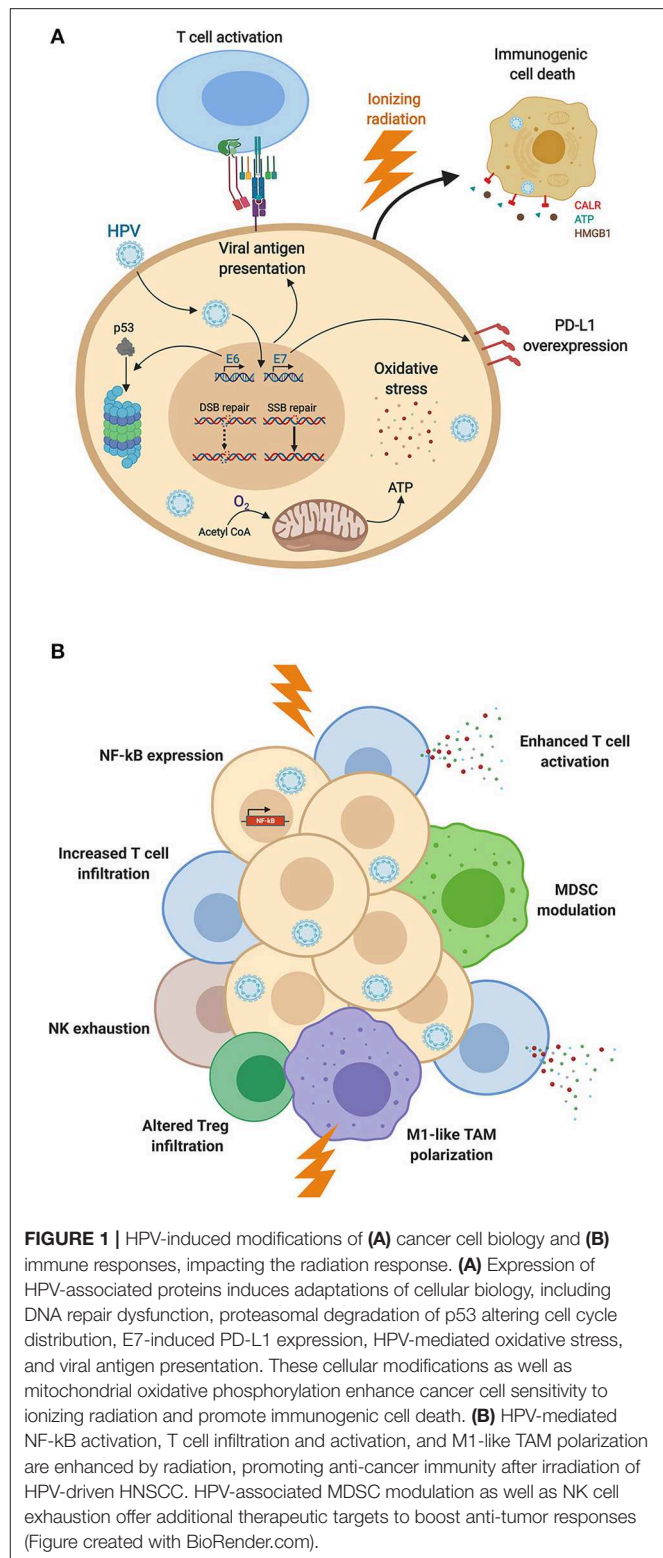 A
T cell activation
Immunogenic
cell death
Ionizing
radiation
CALR
ATP
HMGB1
HPV
Viral antigen
presentation
p53
E6
E7
PD-L1
overexpression
Oxidative
stress
DSB repair
SSB repair
O2
ATP
Acetyl CoA
B
NF-kB expression
Enhanced T cell
activation
NF-kB
Increased T cell
infiltration
MDSC
modulation
NK exhaustion
Altered Treg
infiltration
M1-like TAM
polarization
FIGURE 1 | HPV-induced modifications of (A) cancer cell biology and (B)
immune responses, impacting the radiation response. (A) Expression of
HPV-associated proteins induces adaptations of cellular biology, including
DNA repair dysfunction, proteasomal degradation of p53 altering cell cycle
distribution, E7-induced PD-L1 expression, HPV-mediated oxidative stress,
and viral antigen presentation. These cellular modifications as well as
mitochondrial oxidative phosphorylation enhance cancer cell sensitivity to
ionizing radiation and promote immunogenic cell death. (B) HPV-mediated
NF-kB activation, T cell infiltration and activation, and M1-like TAM polarization
are enhanced by radiation, promoting anti-cancer immunity after irradiation of
HPV-driven HNSCC. HPV-associated MDSC modulation as well as NK cell
exhaustion offer additional therapeutic targets to boost anti-tumor responses
(Figure created with BioRender.com).